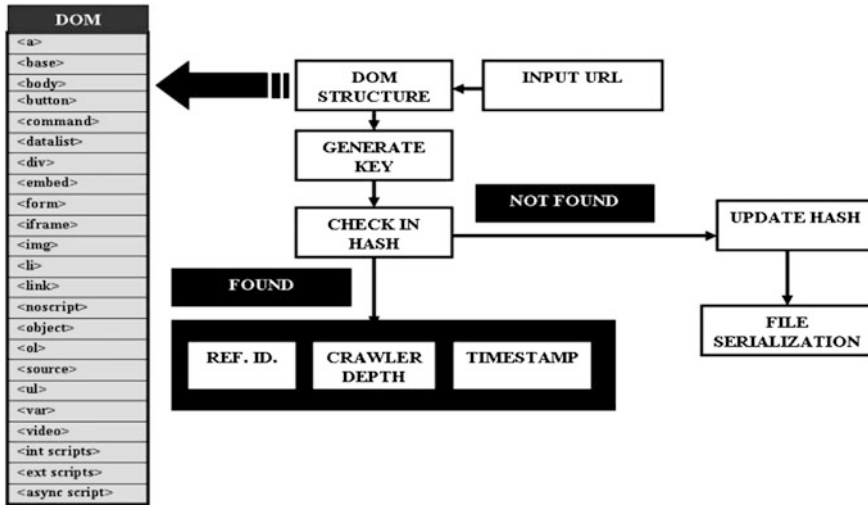 DOM
<a>
<base>
<body>
<button>
<command>
<datalist>
<div>
<embed>
<form>
<iframe>
<img>
<li>
<link>
<noscript>
<object>
<ol>
<source>
<ul>
<var>
<video>
<int scripts>
<ext scripts>
<async script>
DOM
STRUCTURE
INPUT URL
GENERATE
KEY
CHECK IN
HASH
NOT FOUND
UPDATE HASH
FOUND
FILE
SERIALIZATION
REF. ID.
CRAWLER
DEPTH
TIMESTAMP